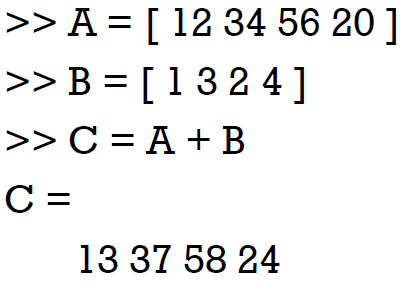 >> A = [ 12 34 56 20 ]
>> B = [ 1 3 2 4 ]
>> C = A + B
C =
13 37 58 24